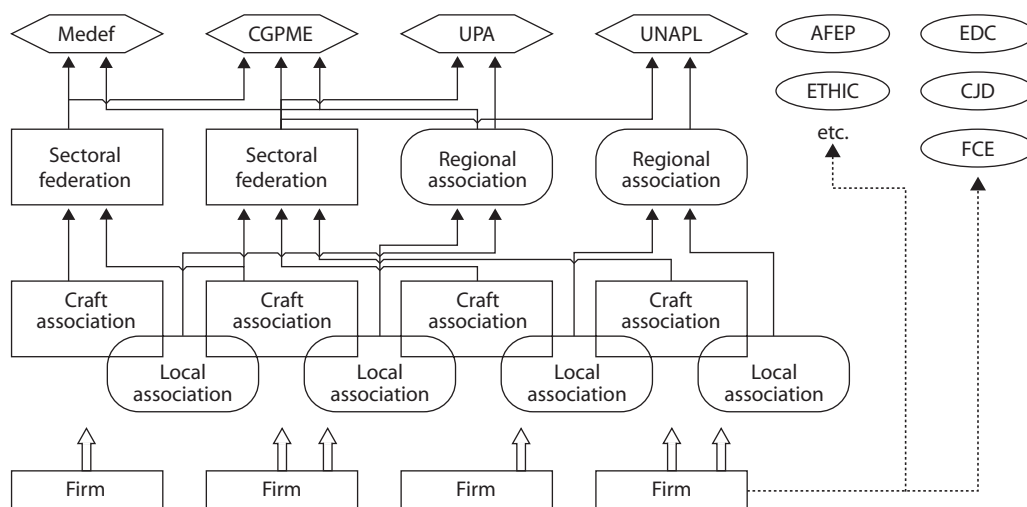 Medef
CGPME
UPA
UNAPL
AFEP
EDC
ETHIC
CJD
etc.
FCE
Sectoral
federation
Sectoral
federation
Regional
association
Regional
association
Craft
association
Craft
association
Craft
association
Craft
association
Local
association
Local
association
Local
association
Local
association
Firm
Firm
Firm
Firm